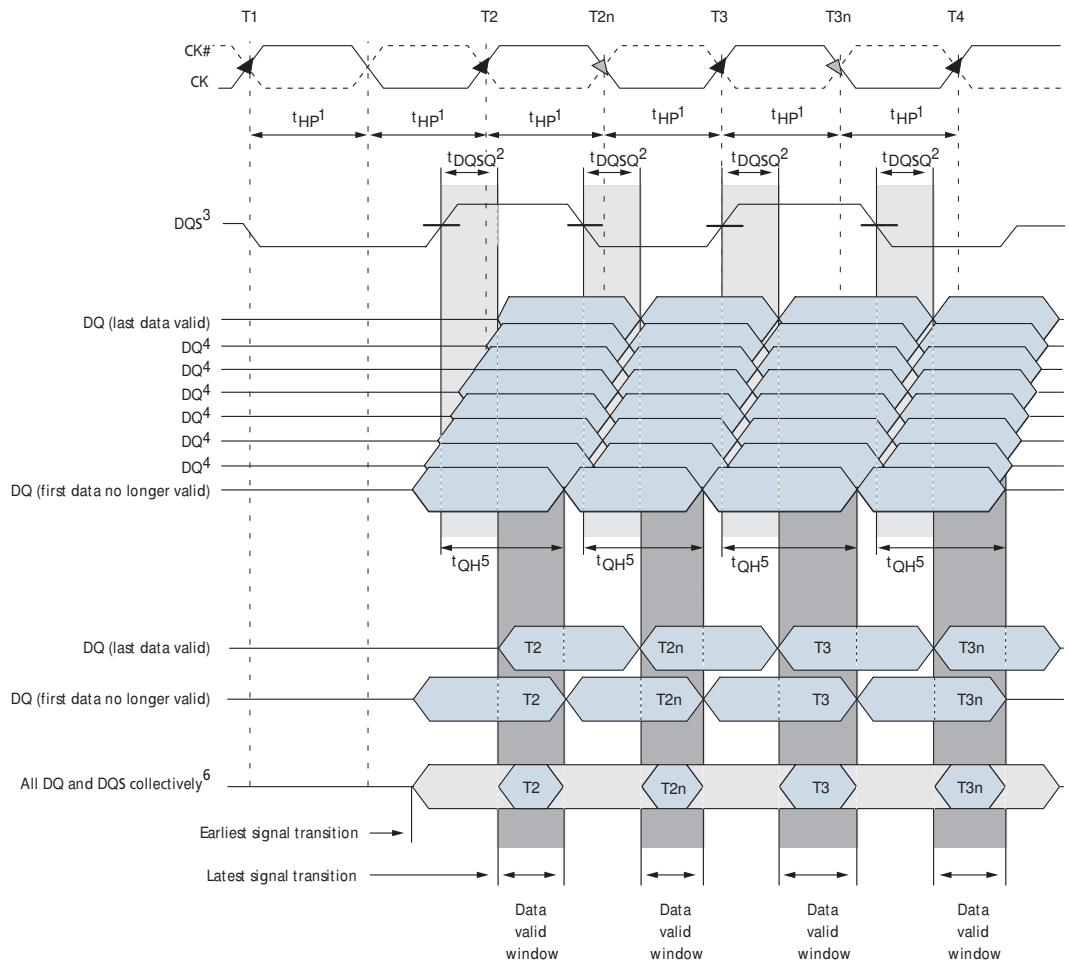 T1 T2 T2n T3 T3n T4
CK#
CK
tHP1 tHP1 tHP1 tHP1 tHP1 tHP1
tDQSQ2 tDQSQ2 tDQSQ2 tDQSQ2
DQS3
DQ (last data valid)
DQ4
DQ4
DQ4
DQ4
DQ4
DQ4
DQ (first data no longer valid)
tQH5 tQH5 tQH5 tQH5
DQ (last data valid) T2 T2n T3 T3n
DQ (first data no longer valid) T2 T2n T3 T3n
All DQ and DQS collectively6 T2 T2n T3 T3n
Earliest signal transition
Latest signal transition
Data Data Data Data
valid valid valid valid
window window window window